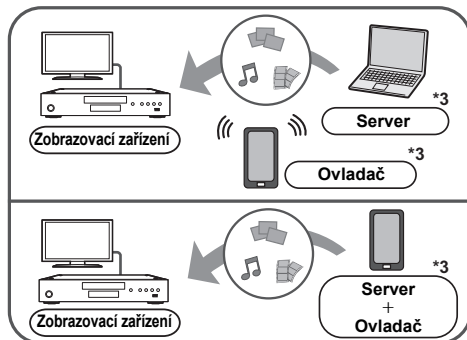 *3
Server
Zobrazovací zařízení
*3
Ovladač
*3
Server
+
Ovladač
Zobrazovací zařízení